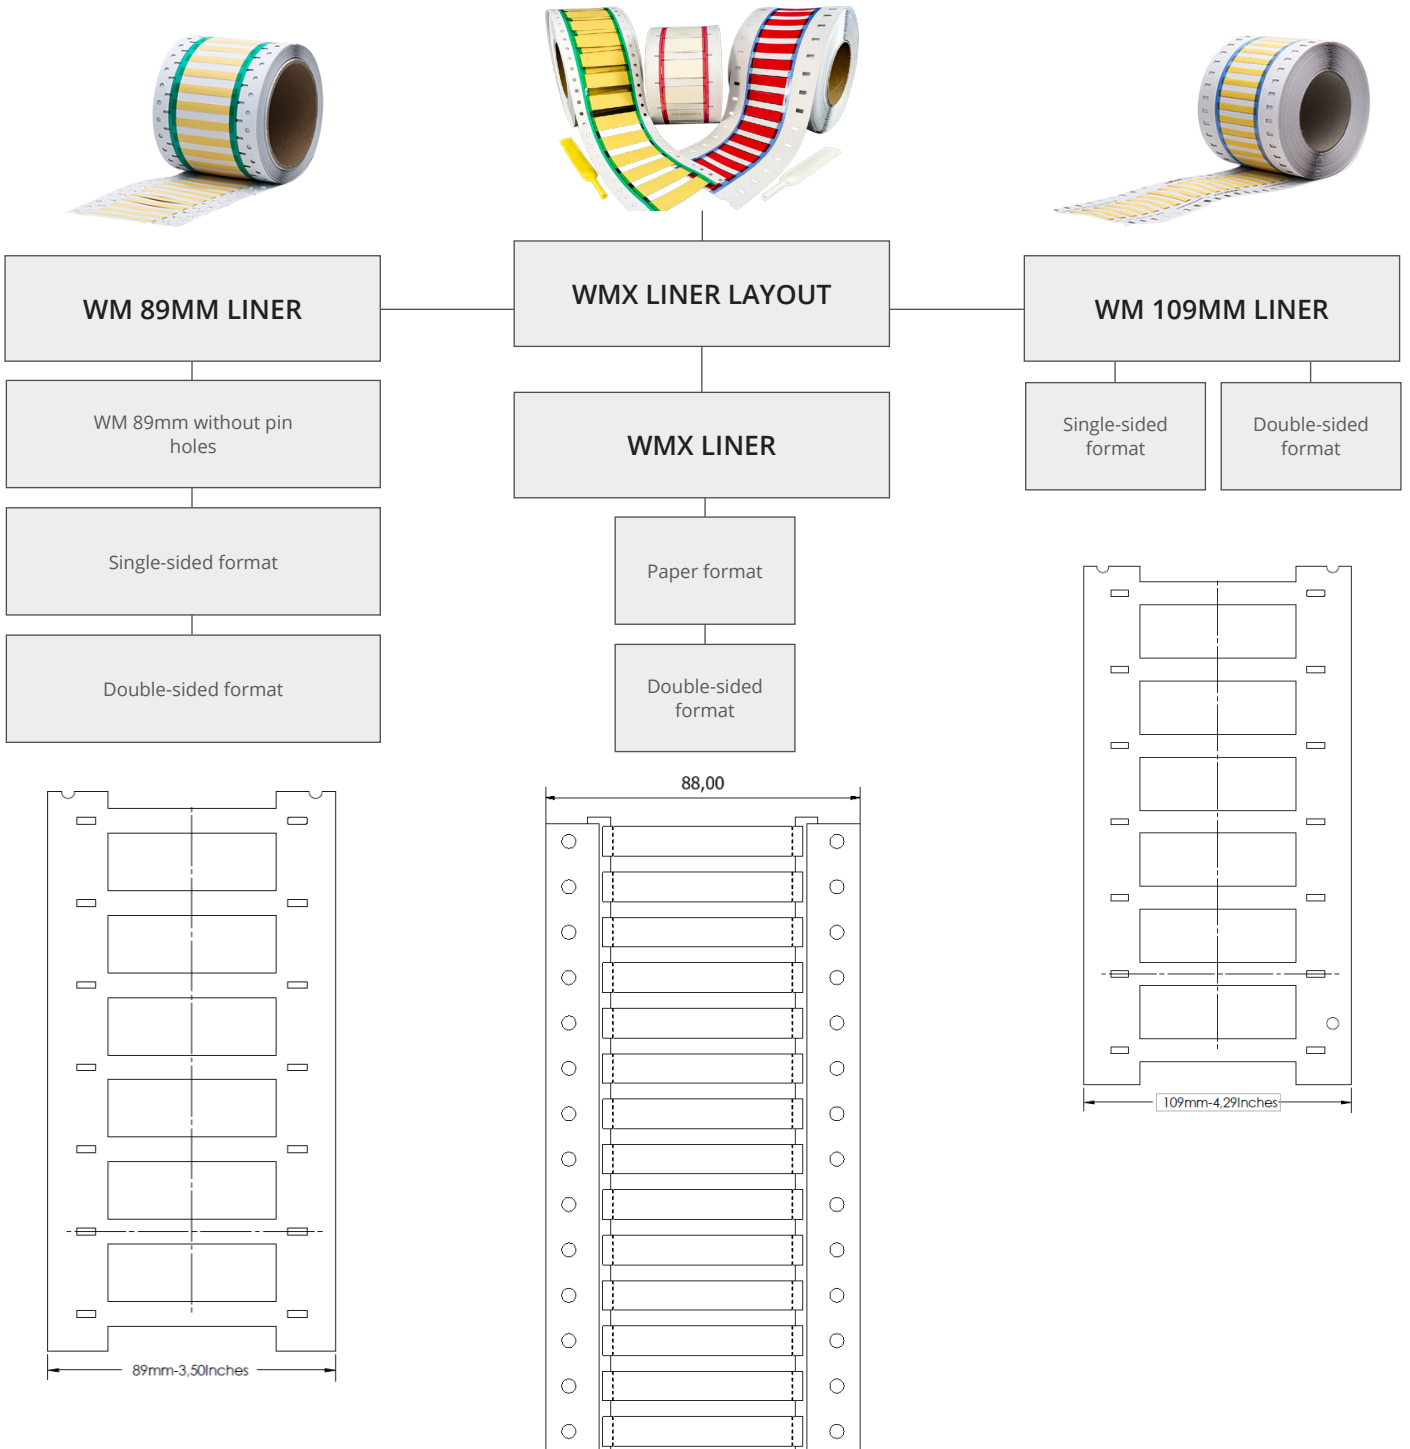 WM 89MM LINER
WM 89mm without pin
holes
Single-sided format
Double-sided format
89mm-3,50Inches
WMX LINER LAYOUT
WMX LINER
Paper format
Double-sided
format
88,00
WM 109MM LINER
Single-sided
format
Double-sided
format
109mm-4,29Inches